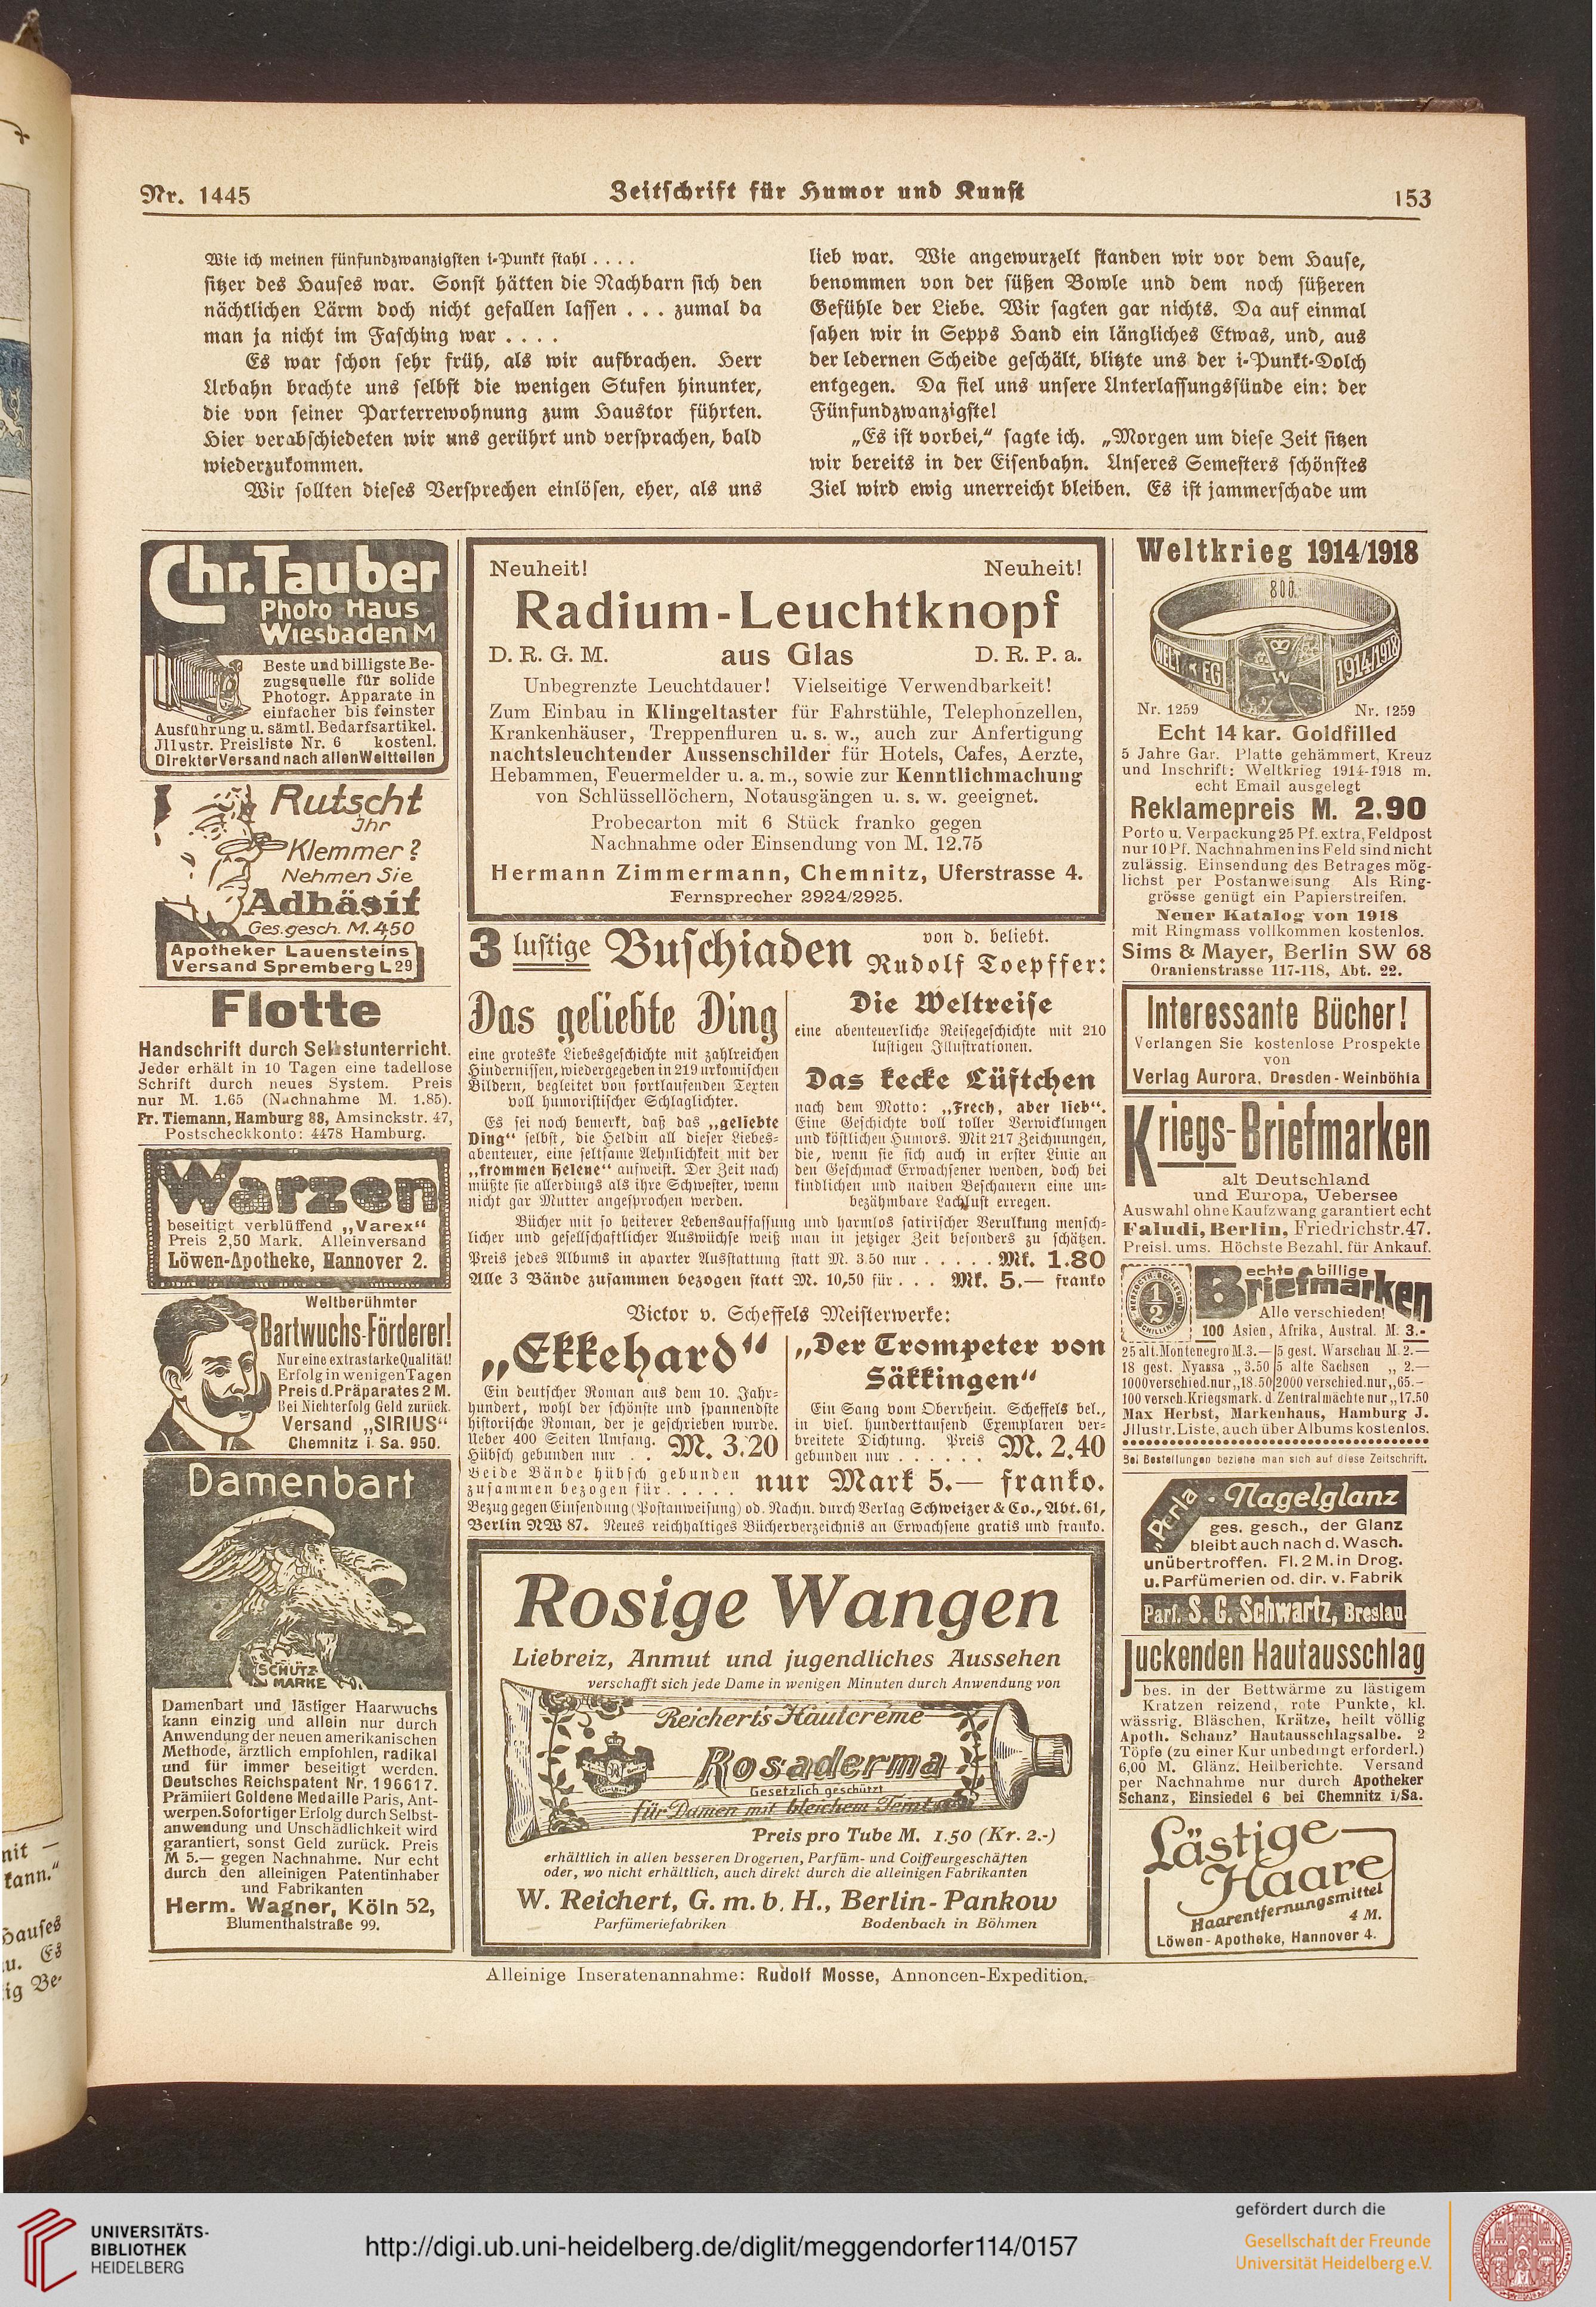 Nr. 1445
Zeitschrift für Humor und Kunst
153
Wie ich meinen fünfundzwanzigsten i-Punkt stahl . . . .
sitzer des Hauses war. Sonst hätten die Nachbarn sich den
nächtlichen Lärm doch nicht gefallen lassen . . . zumal da
man ja nicht im Fasching war . . . .
Es war schon sehr früh, als wir aufbrachen. Herr
Urbahn brachte uns selbst die wenigen Stufen hinunter,
die von seiner Parterrewohnung zum Haustor führten.
Hier verabschiedeten wir uns gerührt und versprachen, bald
wiederzukommen.
Wir sollten dieses Versprechen einlösen, eher, als uns
lieb war. Wie angewurzelt standen wir vor dem Hause,
benommen von der süßen Bowle und dem noch süßeren
Gefühle der Liebe. Wir sagten gar nichts. Da auf einmal
sahen wir in Sepps Hand ein längliches Etwas, und, aus
der ledernen Scheide geschält, blitzte uns der i-Punkt-Dolch
entgegen. Da fiel uns unsere Unterlassungssünde ein: der
Fünfundzwanzigste!
„Es ist vorbei,“ sagte ich. „Morgen um diese Zeit sitzen
wir bereits in der Eisenbahn. Unseres Semesters schönstes
Ziel wird ewig unerreicht bleiben. Es ist jammerschade um
Chr. Tauber
Photo Haus
Wiesbaden M
Beste und billigste Be-
zugsquelle für solide
Photogr. Apparate in
einfacher bis feinster
Ausführung u. sämtl. Bedarfsartikel.
Jllustr. Preisliste Nr. 6 kostenl.
Direkter Versand nach allen Weltteilen
Rutscht
Jhr
Klemmer?
Nehmen Sie
Adhäsif
Ges. gesch. M. 4,50
Apotheker Lauensteins
Versand Spremberg L 29
Flotte
Handschrift durch Selbstunterricht.
Jeder erhält in 10 Tagen eine tadellose
Schrift durch neues System. Preis
nur M. 1.65 (Nachnahme M. 1.85).
Fr. Tiemann, Hamburg 88, Amsinckstr. 47,
Postscheckkonto: 4478 Hamburg.
Warzen
beseitigt verblüffend „Varex“
Preis 2,50 Mark. Alleinversand
Löwen-Apotheke, Hannover 2.
Weltberühmter
Bartwuchs-Förderer!
Nur eine extrastarke Qualität!
Erfolg in wenigen Tagen
Preis d. Präparates 2 M.
Bei Nichterfolg Geld zurück.
Versand „SIRIUS“
Chemnitz i. Sa. 950.
Damenbart
SCHUTZ-
MARKE
Damenbart und lästiger Haarwuchs
kann einzig und allein nur durch
Anwendung der neuen amerikanischen
Methode, ärztlich empfohlen, radikal
und für immer beseitigt werden.
Deutsches Reichspatent Nr. 196617.
Prämiiert Goldene Medaille Paris, Ant-
werpen. Sofortiger Erfolg durch Selbst-
anwendung und Unschädlichkeit wird
garantiert, sonst Geld zurück. Preis
M 5.— gegen Nachnahme. Nur echt
durch den alleinigen Patentinhaber
und Fabrikanten
Herm. Wagner, Köln 52,
Blumenthalstraße 99.
Neuheit! Neuheit!
Radium-Leuchtknopf
D. R. G. M. aus Glas D. R. P. a.
Unbegrenzte Leuchtdauer! Vielseitige Verwendbarkeit!
Zum Einbau in Klingeltaster für Fahrstühle, Telephonzellen,
Krankenhäuser, Treppenfluren u. s. w., auch zur Anfertigung
nachtsleuchtender Aussenschilder für Hotels, Cafes, Aerzte,
Hebammen, Feuermelder u. a. m., sowie zur Kenntlichmachung
von Schlüssellöchern, Notausgängen u. s. w. geeignet.
Probecarton mit 6 Stück franko gegen
Nachnahme oder Einsendung von M. 12.75
Hermann Zimmermann, Chemnitz, Uferstrasse 4.
Fernsprecher 2924/2925.
3 lustige Buschiaden von d. beliebt.
Rudolf Toepffer:
Das geliebte Ding
eine groteske Liebesgeschichte mit zahlreichen
Hindernissen, wiedergegeben in 219 urkomischen
Bildern, begleitet von fortlaufenden Texten
voll humoristischer Schlaglichter.
Es sei noch bemerkt, daß das „geliebte
Ding“ selbst, die Heldin all dieser Liebes-
abenteuer, eine seltsame Aehnlichkeit mit der
„frommen Helene“ aufweist. Der Zeit nach
müßte sie allerdings als ihre Schwester, wenn
nicht gar Mutter angesprochen werden.
Die Weltreise
eine abenteuerliche Reisegeschichte mit 210
lustigen Illustrationen.
Das kecke Lüftchen
nach dem Motto: „Frech, aber lieb“.
Eine Geschichte voll toller Verwicklungen
und köstlichen Humors. Mit 217 Zeichnungen,
die, wenn sie sich auch in erster Linie an
den Geschmack Erwachsener wenden, doch bei
kindlichen und naiven Beschauern eine un-
bezähmbare Lachlust erregen.
Bücher mit so heiterer Lebensauffassung und harmlos satirischer Verulkung mensch-
licher und gesellschaftlicher Auswüchse weiß man in jetziger Zeit besonders zu schätzen.
Preis jedes Albums in aparter Ausstattung statt M. 3.50 nur . . . . . Mk. 1.80
Alle 3 Bände zusammen bezogen statt M. 10,50 für . . . Mk. 5.— franko
Victor v. Scheffels Meisterwerke:
„Ekkehard“
Ein deutscher Roman aus dem 10. Jahr-
hundert, wohl der schönste und spannendste
historische Roman, der je geschrieben wurde.
Ueber 400 Seiten Umfang.
Hübsch gebunden nur . . M. 3.20
„Der Trompeter von
Säkkingen“
Ein Sang vom Oberrhein. Scheffels bel.,
in viel. hunderttausend Exemplaren ver-
breitete Dichtung. Preis
gebunden nur . . . . . . M. 2.40
Beide Bände hübsch gebunden
zusammen bezogen für . . . . . nur Mark 5.— franko.
Bezug gegen Einsendung (Postanweisung) od. Nachn. durch Verlag Schweizer & Co., Abt. 61,
Berlin NW 87. Neues reichhaltiges Bücherverzeichnis an Erwachsene gratis und franko.
Rosige Wangen
Liebreiz, Anmut und jugendliches Aussehen
verschafft sich jede Dame in wenigen Minuten durch Anwendung von
Reichert's Hautcrème
Rosaderma
Gesetzlich geschützt
für Damen mit bleichem Teint
Preis pro Tube M. 1.50 (Kr. 2.-)
erhältlich in allen besseren Drogerien, Parfüm- und Coiffeurgeschäften
oder, wo nicht erhältlich, auch direkt durch die alleinigen Fabrikanten
W. Reichert, G. m. b. H., Berlin-Pankow
Parfümeriefabriken Bodenbach in Böhmen
Weltkrieg 1914/1918
800.
1914/1918
Nr. 1259 Nr. 1259
Echt 14 kar. Goldfilled
5 Jahre Gar. Platte gehämmert, Kreuz
und Inschrift: Weltkrieg 1914-1918 m.
echt Email ausgelegt
Reklamepreis M. 2.90
Porto u. Verpackung 25 Pf. extra, Feldpost
nur 10 Pf. Nachnahmen ins Feld sind nicht
zulässig. Einsendung des Betrages mög-
lichst per Postanweisung Als Ring-
grösse genügt ein Papierstreifen.
Neuer Katalog von 1918
mit Ringmass vollkommen kostenlos.
Sims & Mayer, Berlin SW 68
Oranienstrasse 117-118, Abt. 22.
Interessante Bücher!
Verlangen Sie kostenlose Prospekte
von
Verlag Aurora, Dresden-Weinböhla
Kriegs-Briefmarken
alt Deutschland
und Europa, Uebersee
Auswahl ohne Kaufzwang garantiert echt
Faludi, Berlin, Friedrichstr. 47.
Preisl. ums. Höchste Bezahl. für Ankauf.
echte billige
Briefmarken
Alle verschieden!
100 Asien, Afrika, Austral. M. 3.-
25 alt. Montenegro M. 3.— 5 gest. Warschau M. 2.—
18 gest. Nyassa „ 3.50 5 alte Sachsen „ 2.—
1000 verschied. nur „ 18.50 2000 verschied. nur „ 65.—
100 versch. Kriegsmark. d. Zentralmächte nur „ 17.50
Max Herbst, Markenhaus, Hamburg J.
Jllustr. Liste, auch über Albums kostenlos.
Bei Bestellungen beziehe man sich auf diese Zeitschrift.
„Perla - Nagelglanz
ges. gesch., der Glanz
bleibt auch nach d. Wasch.
unübertroffen. Fl. 2 M. in Drog.
u. Parfümerien od. dir. v. Fabrik
Parf. S. G. Schwartz, Breslau
Juckenden Hautausschlag
bes. in der Bettwärme zu lästigem
Kratzen reizend, rote Punkte, kl.
wässrig. Bläschen, Krätze, heilt völlig
Apoth. Schanz' Hautausschlagsalbe. 2
Töpfe (zu einer Kur unbedingt erforderl.)
6,00 M. Glänz. Heilberichte. Versand
per Nachnahme nur durch Apotheker
Schanz, Einsiedel 6 bei Chemnitz i/Sa.
Lästige
Haare
Haarentfernungsmittel
4 M.
Löwen-Apotheke, Hannover 4.
Alleinige Inseratenannahme: Rudolf Mosse, Annoncen-Expedition.
UNIVERSITÄTS-
BIBLIOTHEK
HEIDELBERG
http://digi.ub.uni-heidelberg.de/diglit/meggendorfer114/0157
gefördert durch die
Gesellschaft der Freunde
Universität Heidelberg e.V.